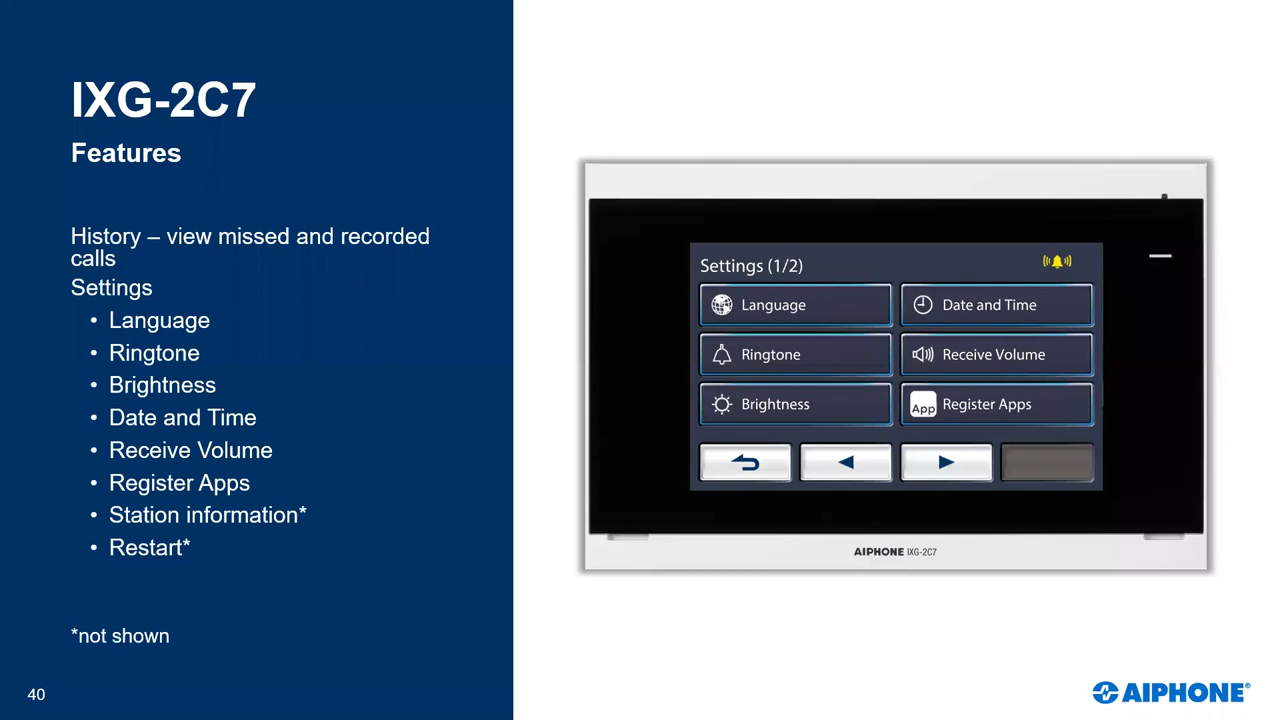 IXG-2C7
Features
History – view missed and recorded
calls
Settings
• Language
• Ringtone
• Brightness
• Date and Time
• Receive Volume
• Register Apps
• Station information*
• Restart*
*not shown
40
Settings (1/2)
Language
Date and Time
Ringtone
Receive Volume
Brightness
App Register Apps
AIPHONE IXG-2C7
AIPHONE®